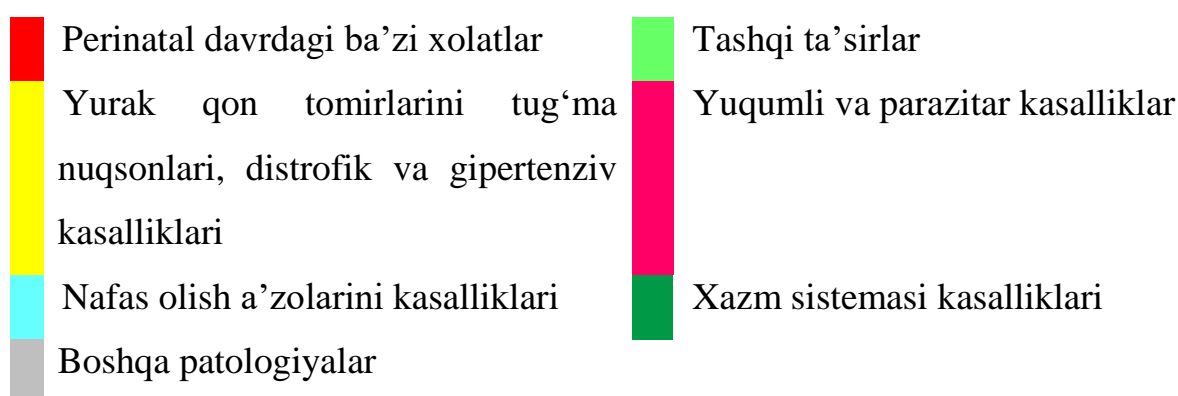 Perinatal davrdagi ba’zi xolatlar
Tashqi ta’sirlar
Yurak qon tomirlarini tug‘ma
nuqsonlari, distrofik va gipertenziv
kasalliklari
Yuqumli va parazitar kasalliklar
Nafas olish a’zolarini kasalliklari
Xazm sistemasi kasalliklari
Boshqa patologiyalar